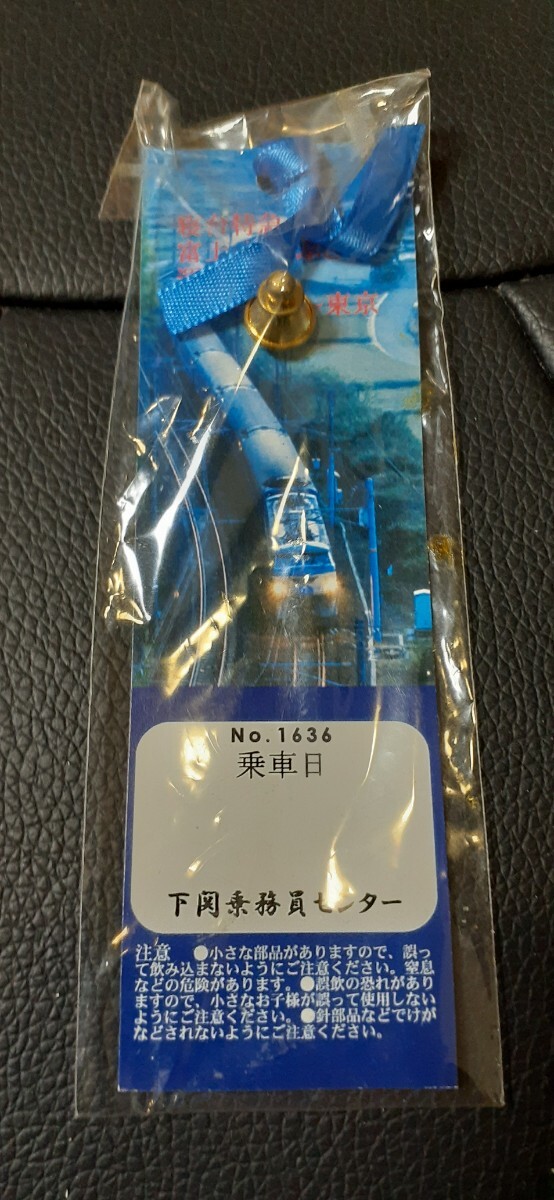 寝台特急
富士
東京
No.1636
乗車日
下関乗務員センター
注意 ●小さな部品がありますので、誤っ
て飲み込まないようにご注意ください。窒息
などの危険があります。●誤飲の恐れがあり
ますので、小さなお子様が誤って使用しない
ようにご注意ください。●針部品などでけが
などされないようにご注意ください。